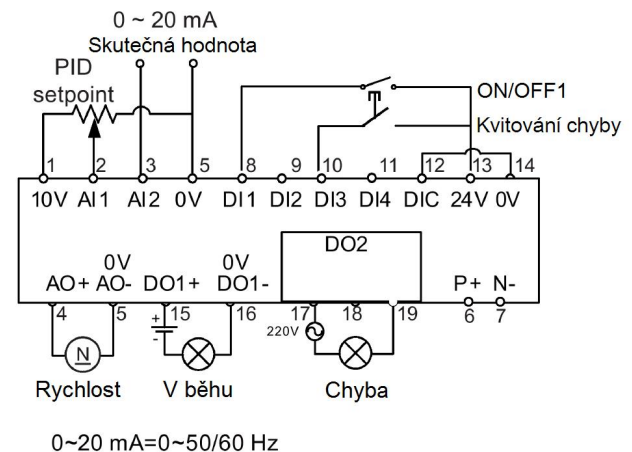 0 ~ 20 mA
Skutečná hodnota
PID
setpoint
ON/OFF1
Kvitování chyby
1 2 3 5 8 9 10 11 12 13 14
10V AI1 AI2 0V DI1 DI2 DI3 DI4 DIC 24V 0V
DO2
0V 0V
AO+ AO- DO1+ DO1- P+ N-
4 5 15 16 17 18 19 6 7
+
-
220V
N
Rychlost V běhu Chyba
0~20 mA=0~50/60 Hz